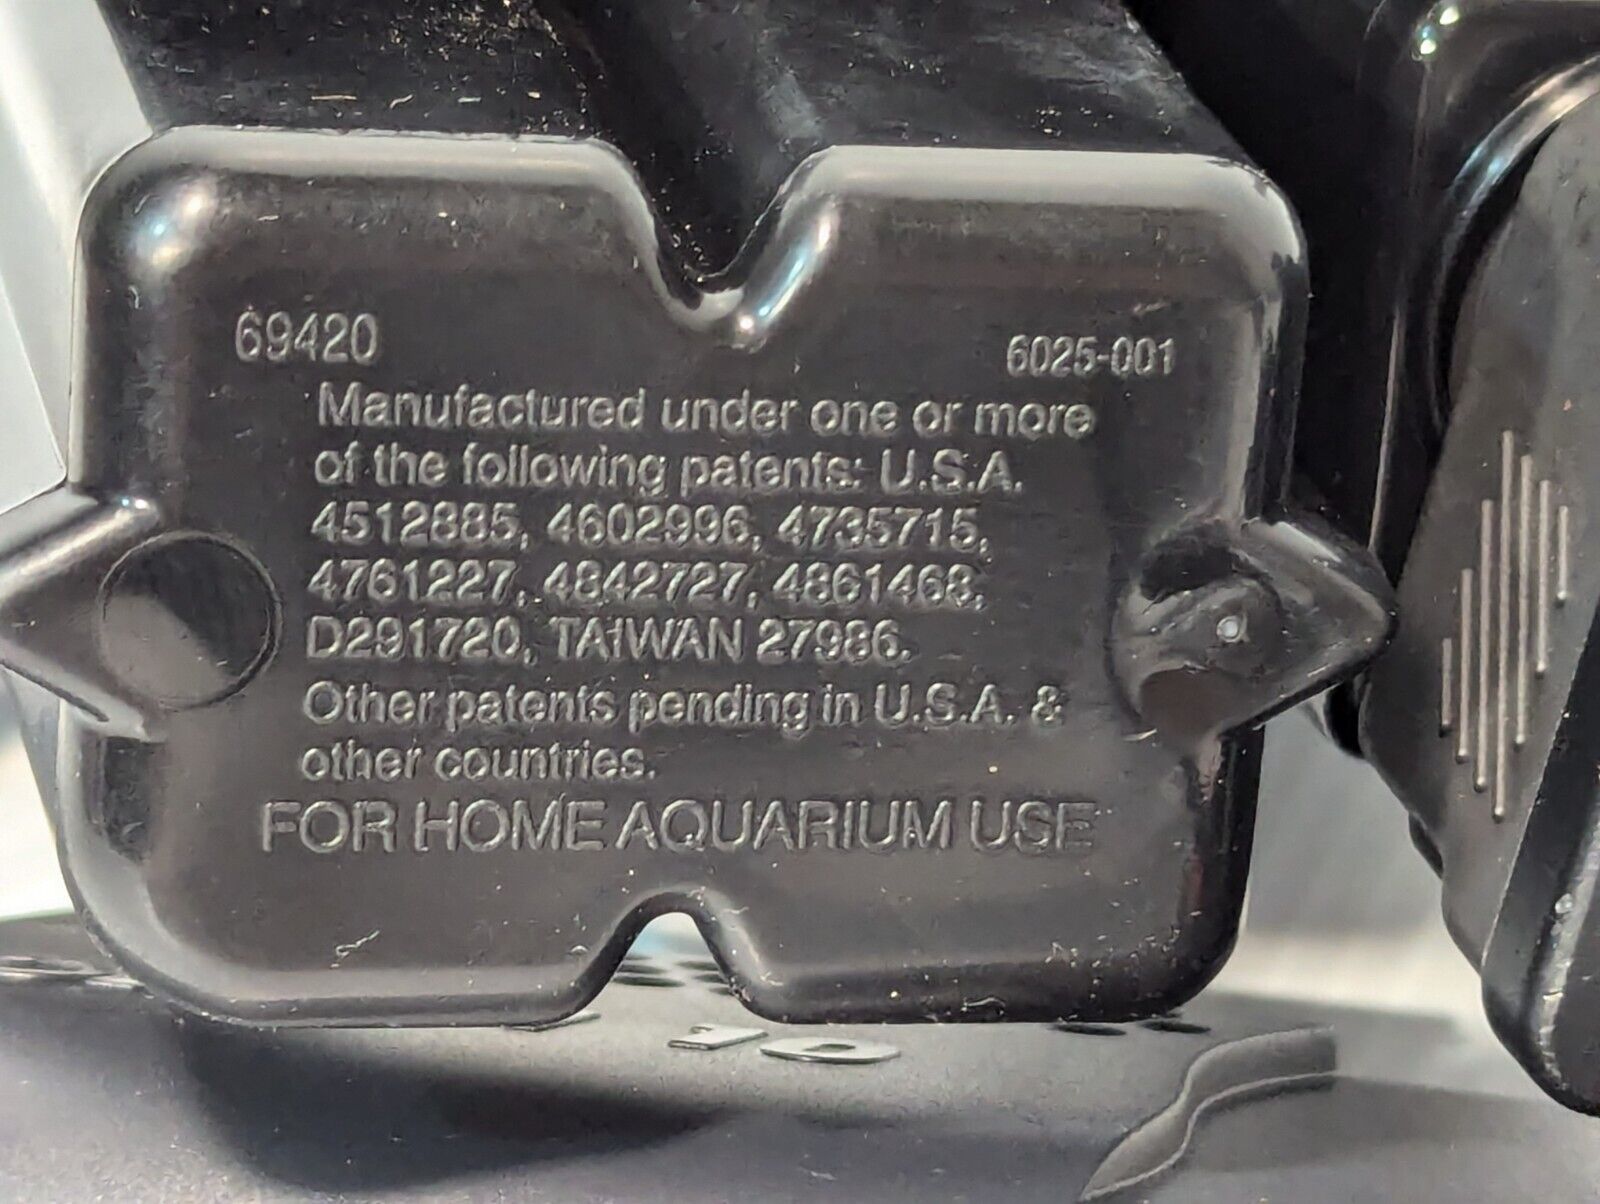 69420
6025-001
Manufactured under one or more
of the following patents: U.S.A.
4512885, 4602996, 4735715,
4761227, 4842727, 4861468,
D291720, TAIWAN 27986.
Other patents pending in U.S.A. &
other countries.
FOR HOME AQUARIUM USE